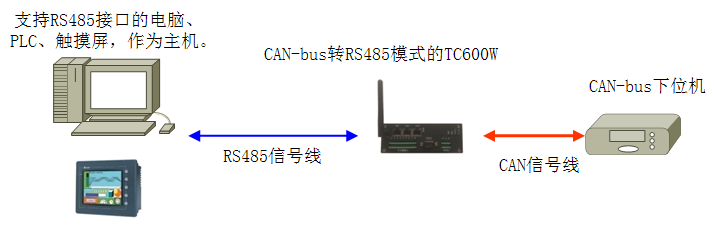 支持RS485接口的电脑、
PLC、触摸屏，作为主机。
CAN-bus转RS485模式的TC600W
CAN-bus下位机
RS485信号线
CAN信号线